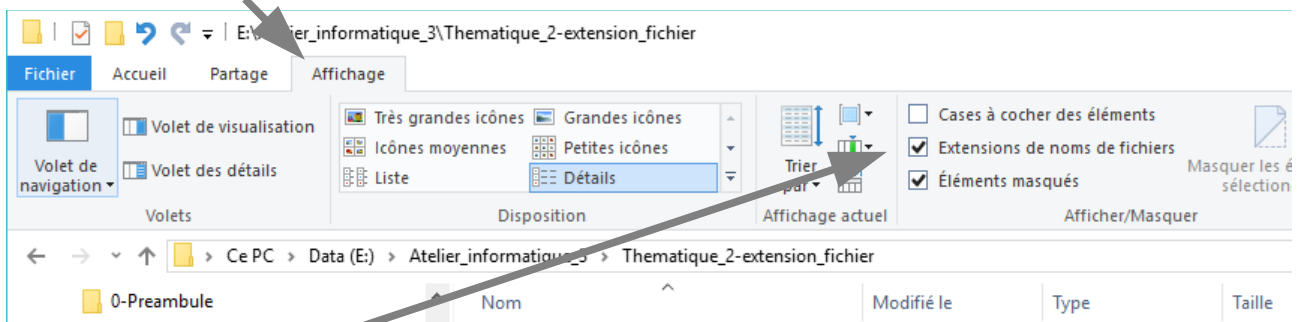 E:\ ier_informatique_3\Thematique_2-extension_fichier
Fichier Accueil Partage Affichage
Volet de navigation
Volet de visualisation
Volet des détails
Volets
Très grandes icônes Grandes icônes
Icônes moyennes Petites icônes
Liste Détails
Disposition
Trier
par
Affichage actuel
Cases à cocher des éléments
Extensions de noms de fichiers
Éléments masqués
Masquer les é
sélection
Afficher/Masquer
Ce PC > Data (E:) > Atelier_informatique_3 > Thematique_2-extension_fichier
0-Preambule
Nom Modifié le Type Taille